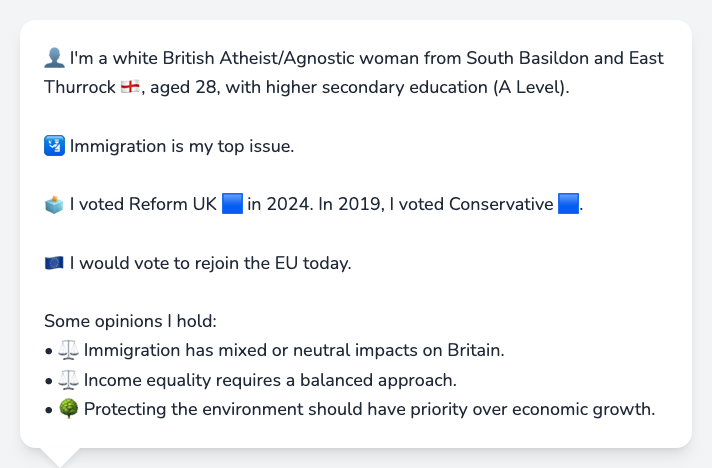 👤 I'm a white British Atheist/Agnostic woman from South Basildon and East
Thurrock 🏴󠁧󠁢󠁥󠁮󠁧󠁿, aged 28, with higher secondary education (A Level).
🛂 Immigration is my top issue.
🗳️ I voted Reform UK 🟦 in 2024. In 2019, I voted Conservative 🟦.
🇪🇺 I would vote to rejoin the EU today.
Some opinions I hold:
• ⚖️ Immigration has mixed or neutral impacts on Britain.
• ⚖️ Income equality requires a balanced approach.
• 🌳 Protecting the environment should have priority over economic growth.